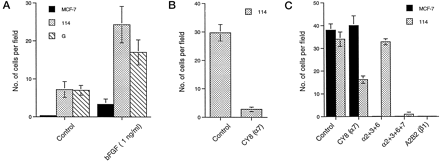 A
No. of cells per field
30
20
10
0
MCF-7
114
G
Control
bFGF (1 ng/ml)
B
No. of cells per field
40
30
20
10
0
114
Control
CY8 (α7)
C
No. of cells per field
50
40
30
20
10
0
MCF-7
114
Control
CY8 (α7)
α2+3+6
α2+3+6+7
A2B2 (β1)